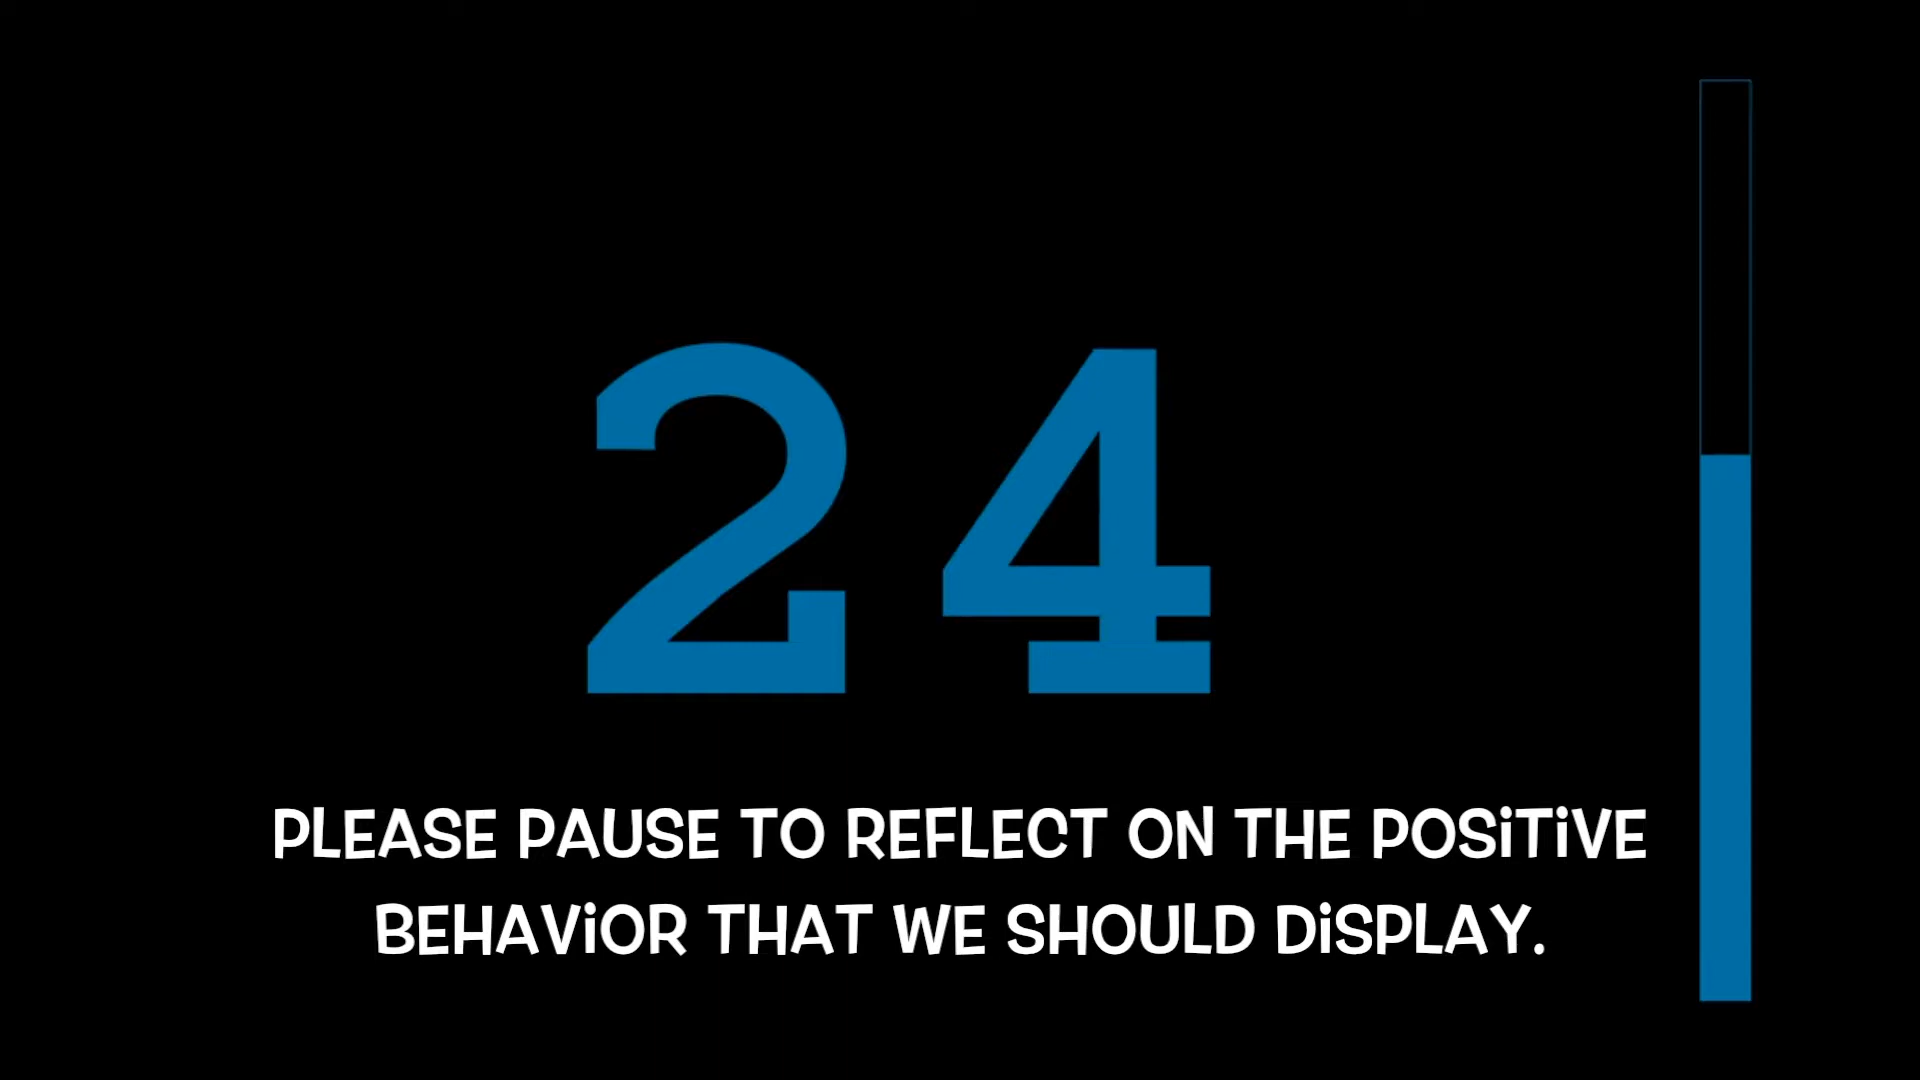 24
PLEASE PAUSE TO REFLECT ON THE POSiTiVE
BEHAViOR THAT WE SHOULD DiSPLAY.